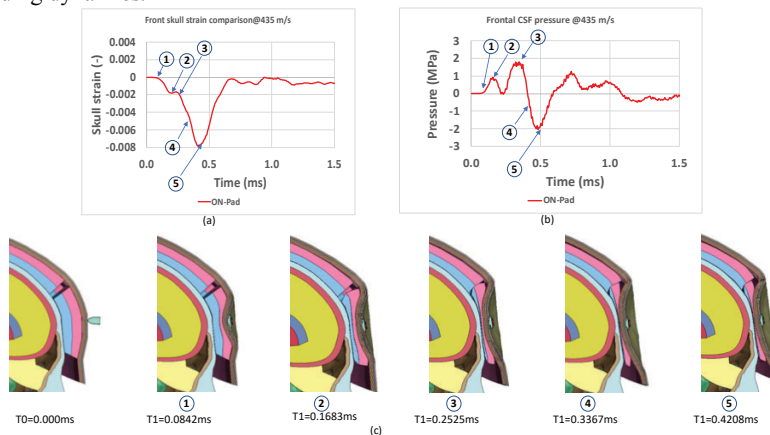 Front skull strain comparison@435 m/s
0.004
0.002
0
-0.002
-0.004
-0.006
-0.008
Skull strain (-)
1
2
3
4
5
0.0 0.5 1.0 1.5
Time (ms)
ON-Pad
(a)
Frontal CSF pressure @435 m/s
3
2
1
0
-1
-2
-3
Pressure (MPa)
1
2
3
4
5
0.0 0.5 1.0 1.5
Time (ms)
ON-Pad
(b)
1 2 3 4 5
T0=0.000ms T1=0.0842ms T1=0.1683ms T1=0.2525ms T1=0.3367ms T1=0.4208ms
(c)